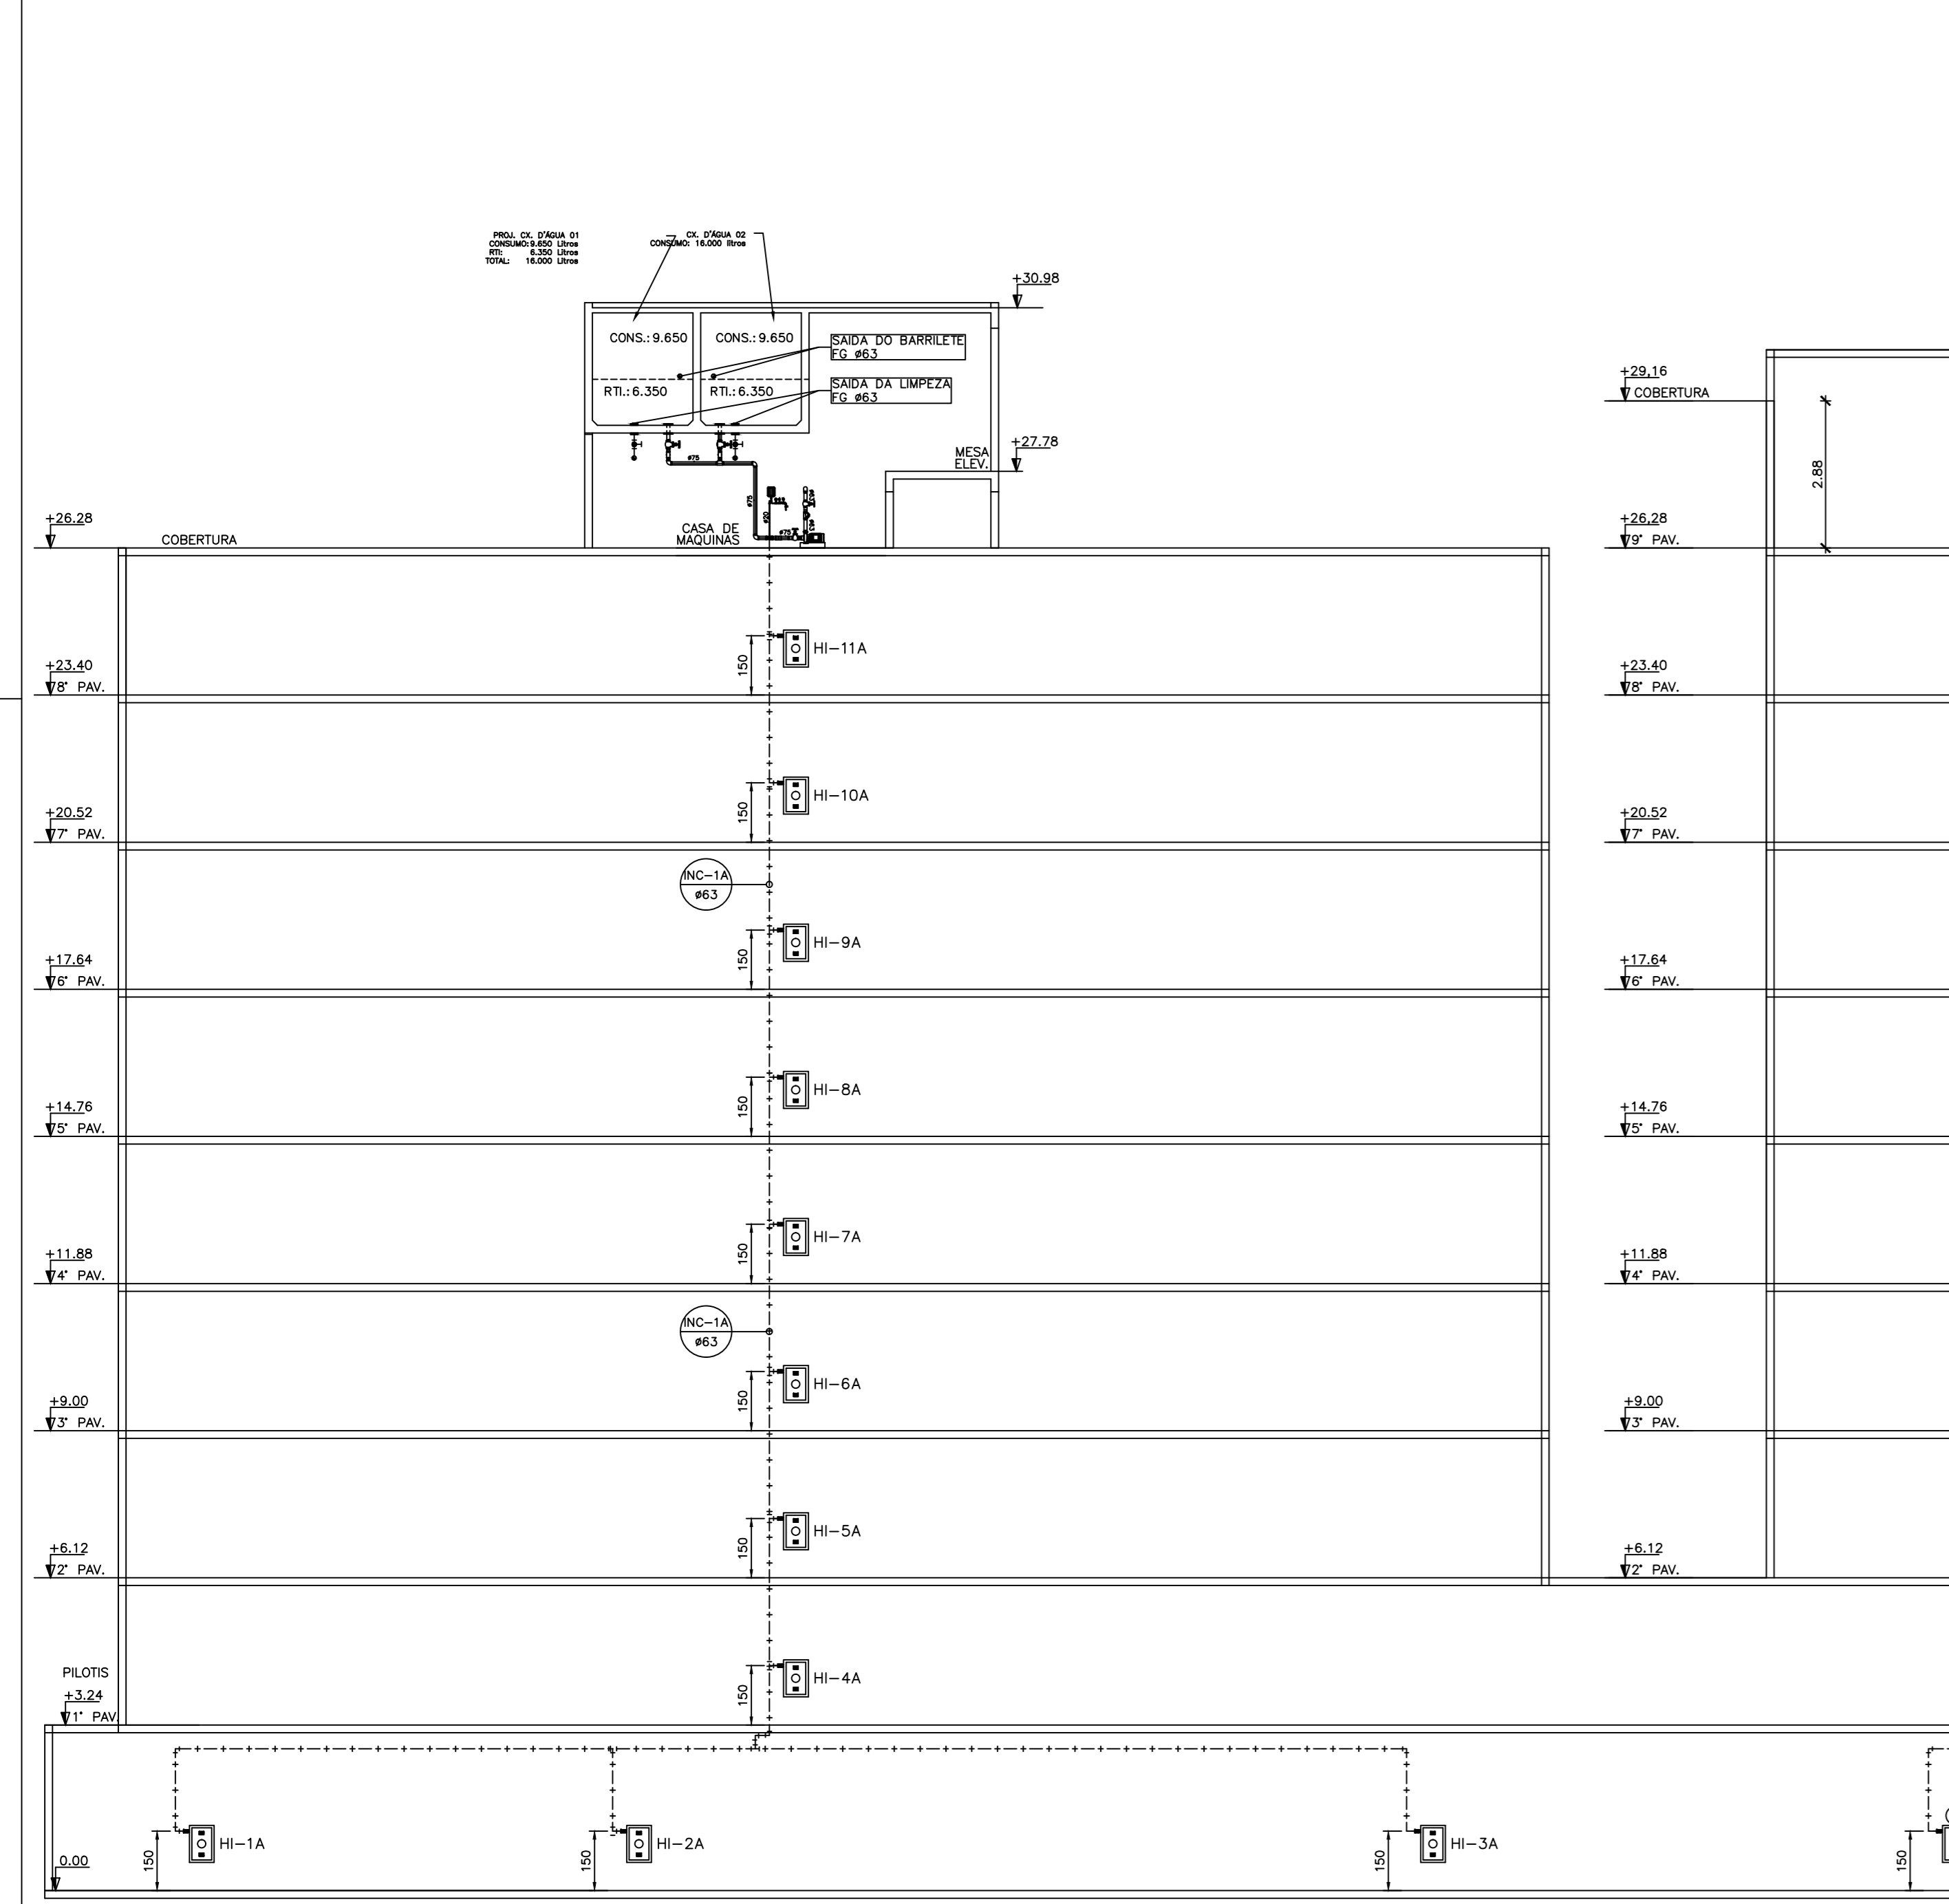 PROJ. CX. D'ÁGUA 01
CONSUMO: 9.650 Litros
RTI: 6.350 Litros
TOTAL: 16.000 Litros
CX. D'ÁGUA 02
CONSUMO: 16.000 litros
+30.98
CONS.: 9.650
CONS.: 9.650
SAIDA DO BARRILETE
FG ø63
RTI.: 6.350
RTI.: 6.350
SAIDA DA LIMPEZA
FG ø63
+29,16
COBERTURA
MESA
ELEV.
+27.78
ø75
ø75
ø20
ø75
ø63
2.88
+26.28
COBERTURA
CASA DE
MAQUINAS
+26,28
9° PAV.
150
HI-11A
+23.40
8° PAV.
+23.40
8° PAV.
150
HI-10A
+20.52
7° PAV.
+20.52
7° PAV.
INC-1A
ø63
150
HI-9A
+17.64
6° PAV.
+17.64
6° PAV.
150
HI-8A
+14.76
5° PAV.
+14.76
5° PAV.
150
HI-7A
+11.88
4° PAV.
+11.88
4° PAV.
INC-1A
ø63
150
HI-6A
+9.00
3° PAV.
+9.00
3° PAV.
150
HI-5A
+6.12
2° PAV.
+6.12
2° PAV.
150
HI-4A
PILOTIS
+3.24
1° PAV.
150
HI-1A
150
HI-2A
150
HI-3A
150
0.00